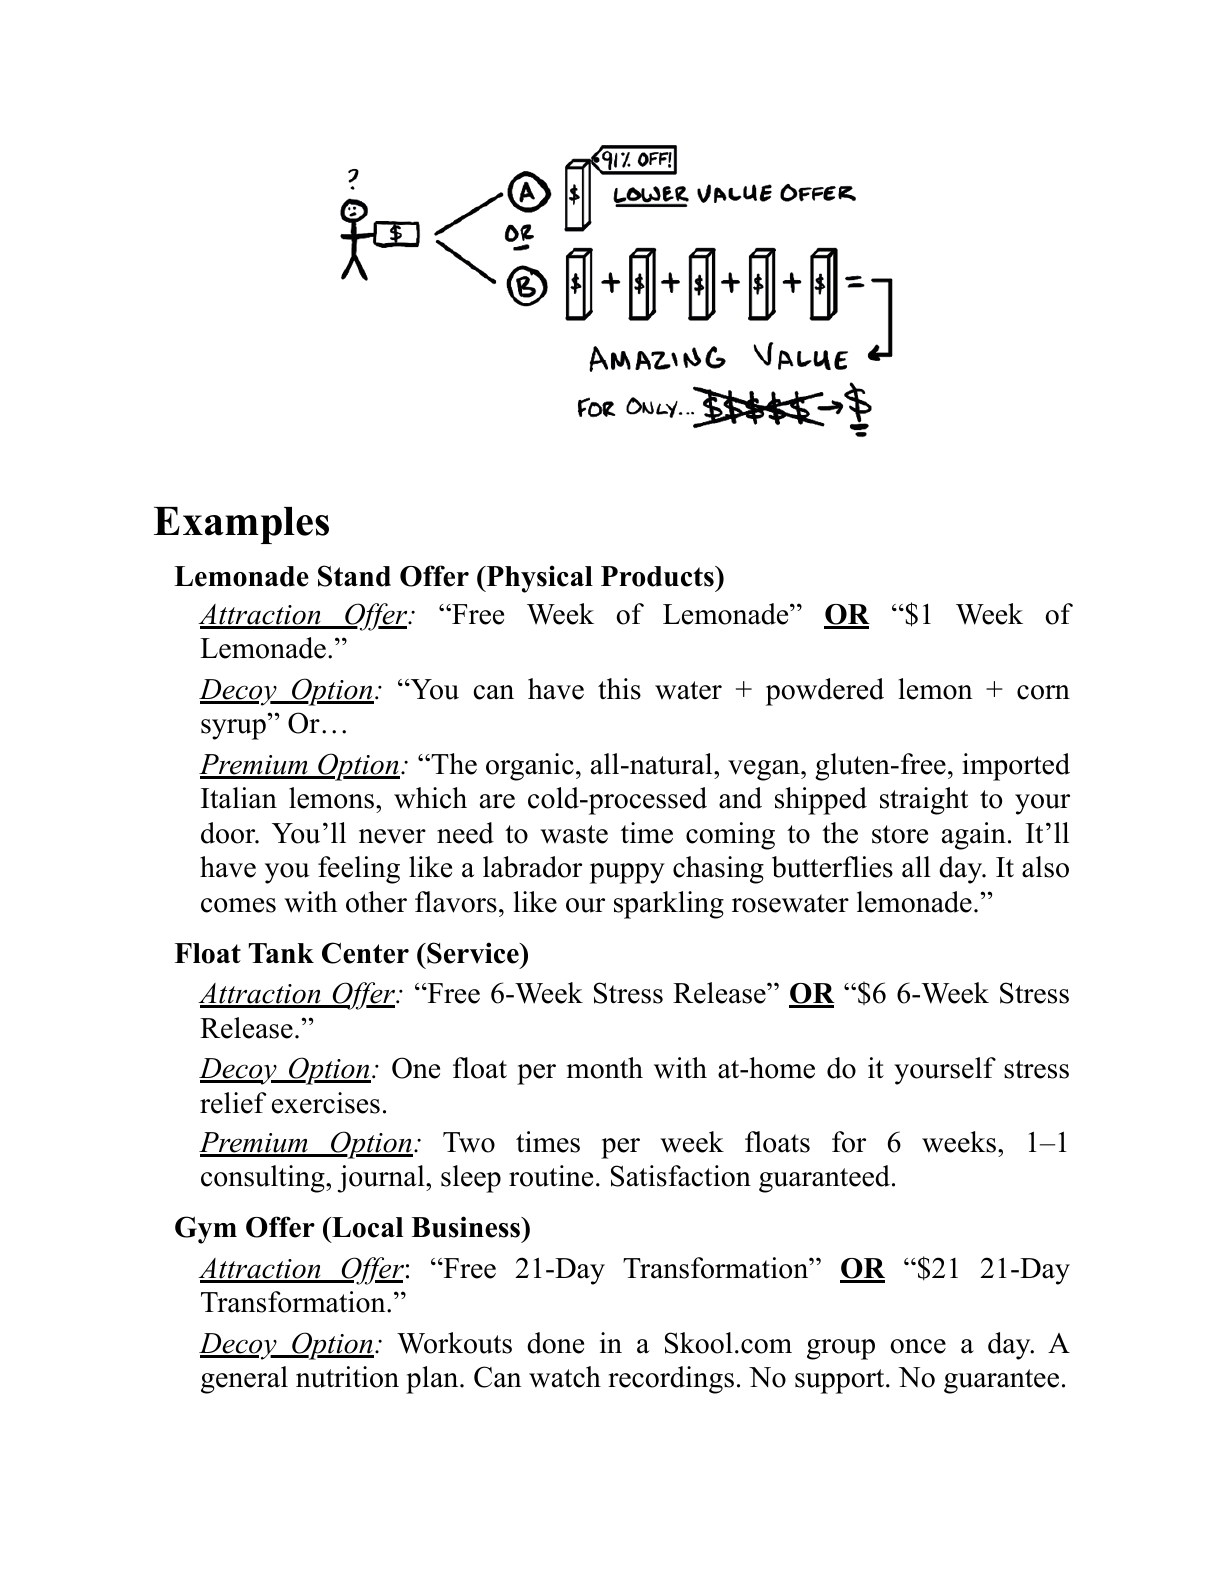 ?
91% OFF!
A $ LOWER VALUE OFFER
$
OR
B $ + $ + $ + $ + $ =
AMAZING VALUE
FOR ONLY... $$$$$ → $
Examples
Lemonade Stand Offer (Physical Products)
Attraction Offer: “Free Week of Lemonade” OR “$1 Week of
Lemonade.”
Decoy Option: “You can have this water + powdered lemon + corn
syrup” Or…
Premium Option: “The organic, all-natural, vegan, gluten-free, imported
Italian lemons, which are cold-processed and shipped straight to your
door. You’ll never need to waste time coming to the store again. It’ll
have you feeling like a labrador puppy chasing butterflies all day. It also
comes with other flavors, like our sparkling rosewater lemonade.”
Float Tank Center (Service)
Attraction Offer: “Free 6-Week Stress Release” OR “$6 6-Week Stress
Release.”
Decoy Option: One float per month with at-home do it yourself stress
relief exercises.
Premium Option: Two times per week floats for 6 weeks, 1–1
consulting, journal, sleep routine. Satisfaction guaranteed.
Gym Offer (Local Business)
Attraction Offer: “Free 21-Day Transformation” OR “$21 21-Day
Transformation.”
Decoy Option: Workouts done in a Skool.com group once a day. A
general nutrition plan. Can watch recordings. No support. No guarantee.